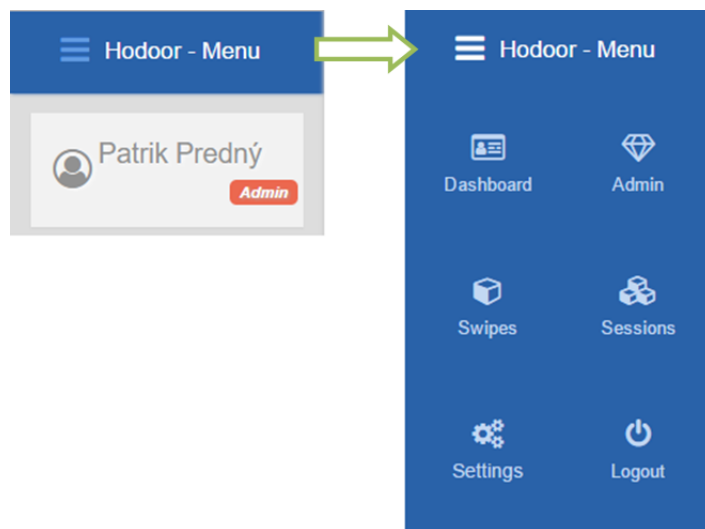 Hodoor - Menu
Patrik Predný
Admin
Hodoor - Menu
Dashboard Admin
Swipes Sessions
Settings Logout